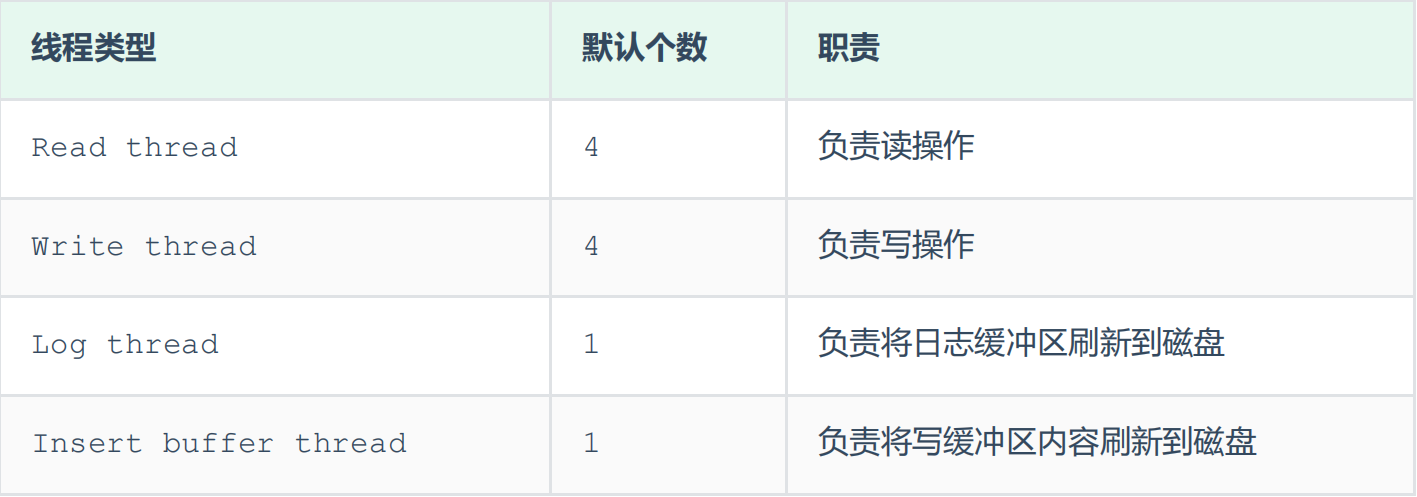 线程类型 默认个数 职责
Read thread 4 负责读操作
Write thread 4 负责写操作
Log thread 1 负责将日志缓冲区刷新到磁盘
Insert buffer thread 1 负责将写缓冲区内容刷新到磁盘